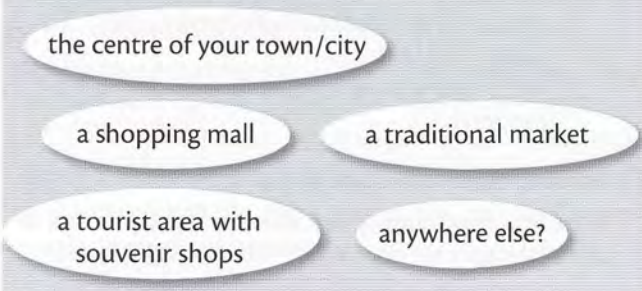 the centre of your town/city
a shopping mall
a traditional market
a tourist area with
souvenir shops
anywhere else?